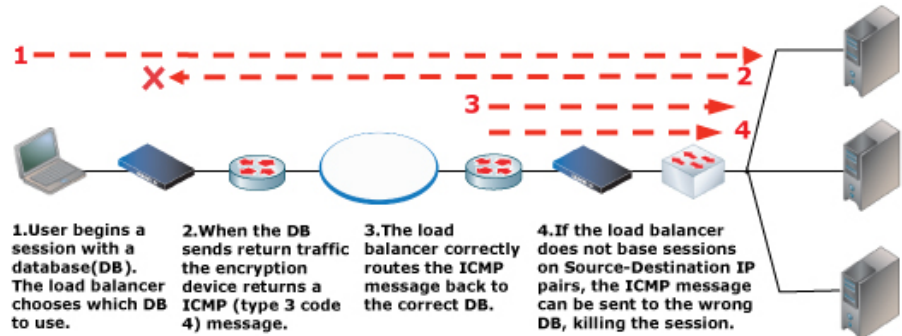 1
2
3
4
1.User begins a
session with a
database(DB).
The load balancer
chooses which DB
to use.
2.When the DB
sends return traffic
the encryption
device returns a
ICMP (type 3 code
4) message.
3.The load
balancer correctly
routes the ICMP
message back to
the correct DB.
4.If the load balancer
does not base sessions
on Source-Destination IP
pairs, the ICMP message
can be sent to the wrong
DB, killing the session.